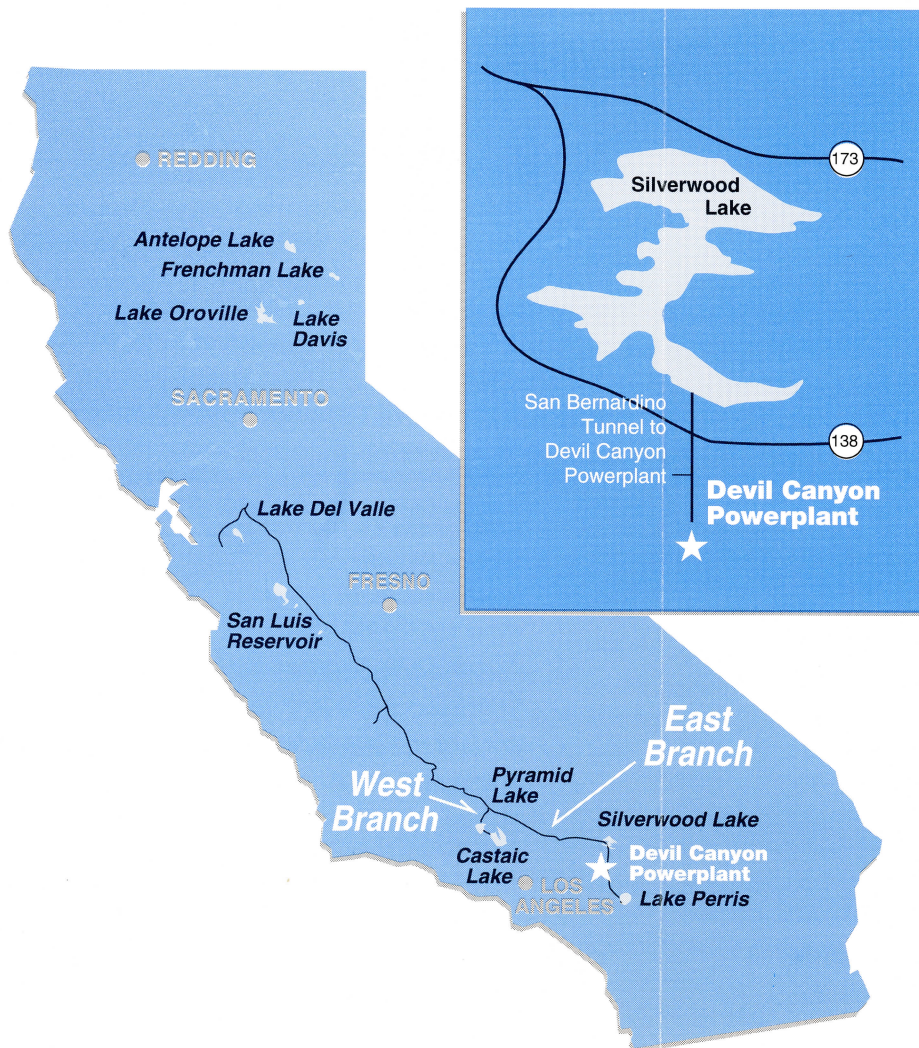 REDDING
Antelope Lake
Frenchman Lake
Lake Oroville
Lake
Davis
SACRAMENTO
Lake Del Valle
FRESNO
San Luis
Reservoir
East
Branch
West
Branch
Pyramid
Lake
Silverwood Lake
Castaic
Lake
Devil Canyon
Powerplant
LOS
ANGELES
Lake Perris
173
Silverwood
Lake
San Bernardino
Tunnel to
Devil Canyon
Powerplant
138
Devil Canyon
Powerplant